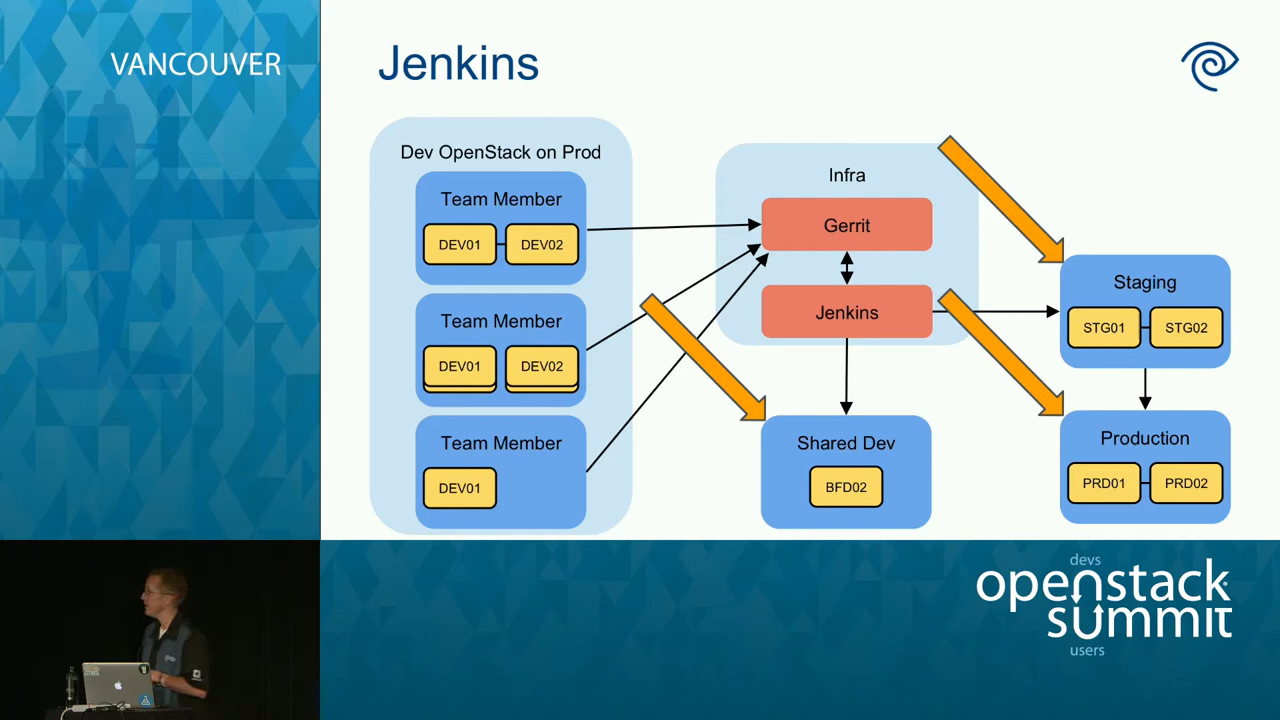 VANCOUVER
Jenkins
Dev OpenStack on Prod
Team Member
DEV01
DEV02
Team Member
DEV01
DEV02
Team Member
DEV01
Infra
Gerrit
Jenkins
Shared Dev
BFD02
Staging
STG01
STG02
Production
PRD01
PRD02
devs
openstack
summit
users